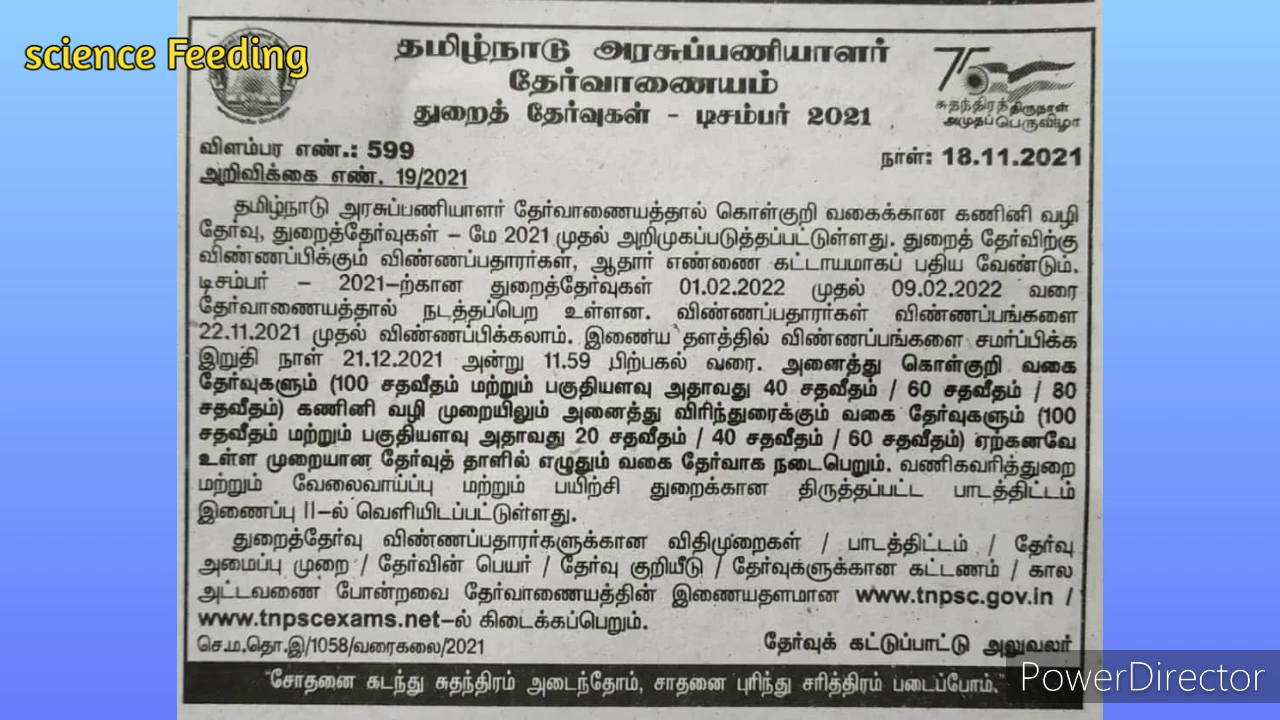 science Feeding
தமிழ்நாடு அரசுப்பணியாளர்
தேர்வாணையம்
துறைத் தேர்வுகள் - டிசம்பர் 2021
75
சுதந்திரத் திருநாள்
அமுதப் பெருவிழா
விளம்பர எண்.: 599
நாள்: 18.11.2021
அறிவிக்கை எண். 19/2021
தமிழ்நாடு அரசுப்பணியாளர் தேர்வாணையத்தால் கொள்குறி வகைக்கான கணினி வழி
தேர்வு, துறைத்தேர்வுகள் – மே 2021 முதல் அறிமுகப்படுத்தப்பட்டுள்ளது. துறைத் தேர்விற்கு
விண்ணப்பிக்கும் விண்ணப்பதாரர்கள், ஆதார் எண்ணை கட்டாயமாகப் பதிய வேண்டும்.
டிசம்பர் – 2021–ற்கான துறைத்தேர்வுகள் 01.02.2022 முதல் 09.02.2022 வரை
தேர்வாணையத்தால் நடத்தப்பெற உள்ளன. விண்ணப்பதாரர்கள் விண்ணப்பங்களை
22.11.2021 முதல் விண்ணப்பிக்கலாம். இணைய தளத்தில் விண்ணப்பங்களை சமர்ப்பிக்க
இறுதி நாள் 21.12.2021 அன்று 11.59 பிற்பகல் வரை. அனைத்து கொள்குறி வகை
தேர்வுகளும் (100 சதவீதம் மற்றும் பகுதியளவு அதாவது 40 சதவீதம் / 60 சதவீதம் / 80
சதவீதம்) கணினி வழி முறையிலும் அனைத்து விரிந்துரைக்கும் வகை தேர்வுகளும் (100
சதவீதம் மற்றும் பகுதியளவு அதாவது 20 சதவீதம் / 40 சதவீதம் / 60 சதவீதம்) ஏற்கனவே
உள்ள முறையான தேர்வுத் தாளில் எழுதும் வகை தேர்வாக நடைபெறும். வணிகவரித்துறை
மற்றும் வேலைவாய்ப்பு மற்றும் பயிற்சி துறைக்கான திருத்தப்பட்ட பாடத்திட்டம்
இணைப்பு II–ல் வெளியிடப்பட்டுள்ளது.
துறைத்தேர்வு விண்ணப்பதாரர்களுக்கான விதிமுறைகள் / பாடத்திட்டம் / தேர்வு
அமைப்பு முறை / தேர்வின் பெயர் / தேர்வு குறியீடு / தேர்வுகளுக்கான கட்டணம் / கால
அட்டவணை போன்றவை தேர்வாணையத்தின் இணையதளமான www.tnpsc.gov.in /
www.tnpscexams.net–ல் கிடைக்கப்பெறும்.
செ.ம.தொ.இ/1058/வரைகலை/2021
தேர்வுக் கட்டுப்பாட்டு அலுவலர்
"சோதனை கடந்து சுதந்திரம் அடைந்தோம், சாதனை புரிந்து சரித்திரம் படைப்போம்."
PowerDirector